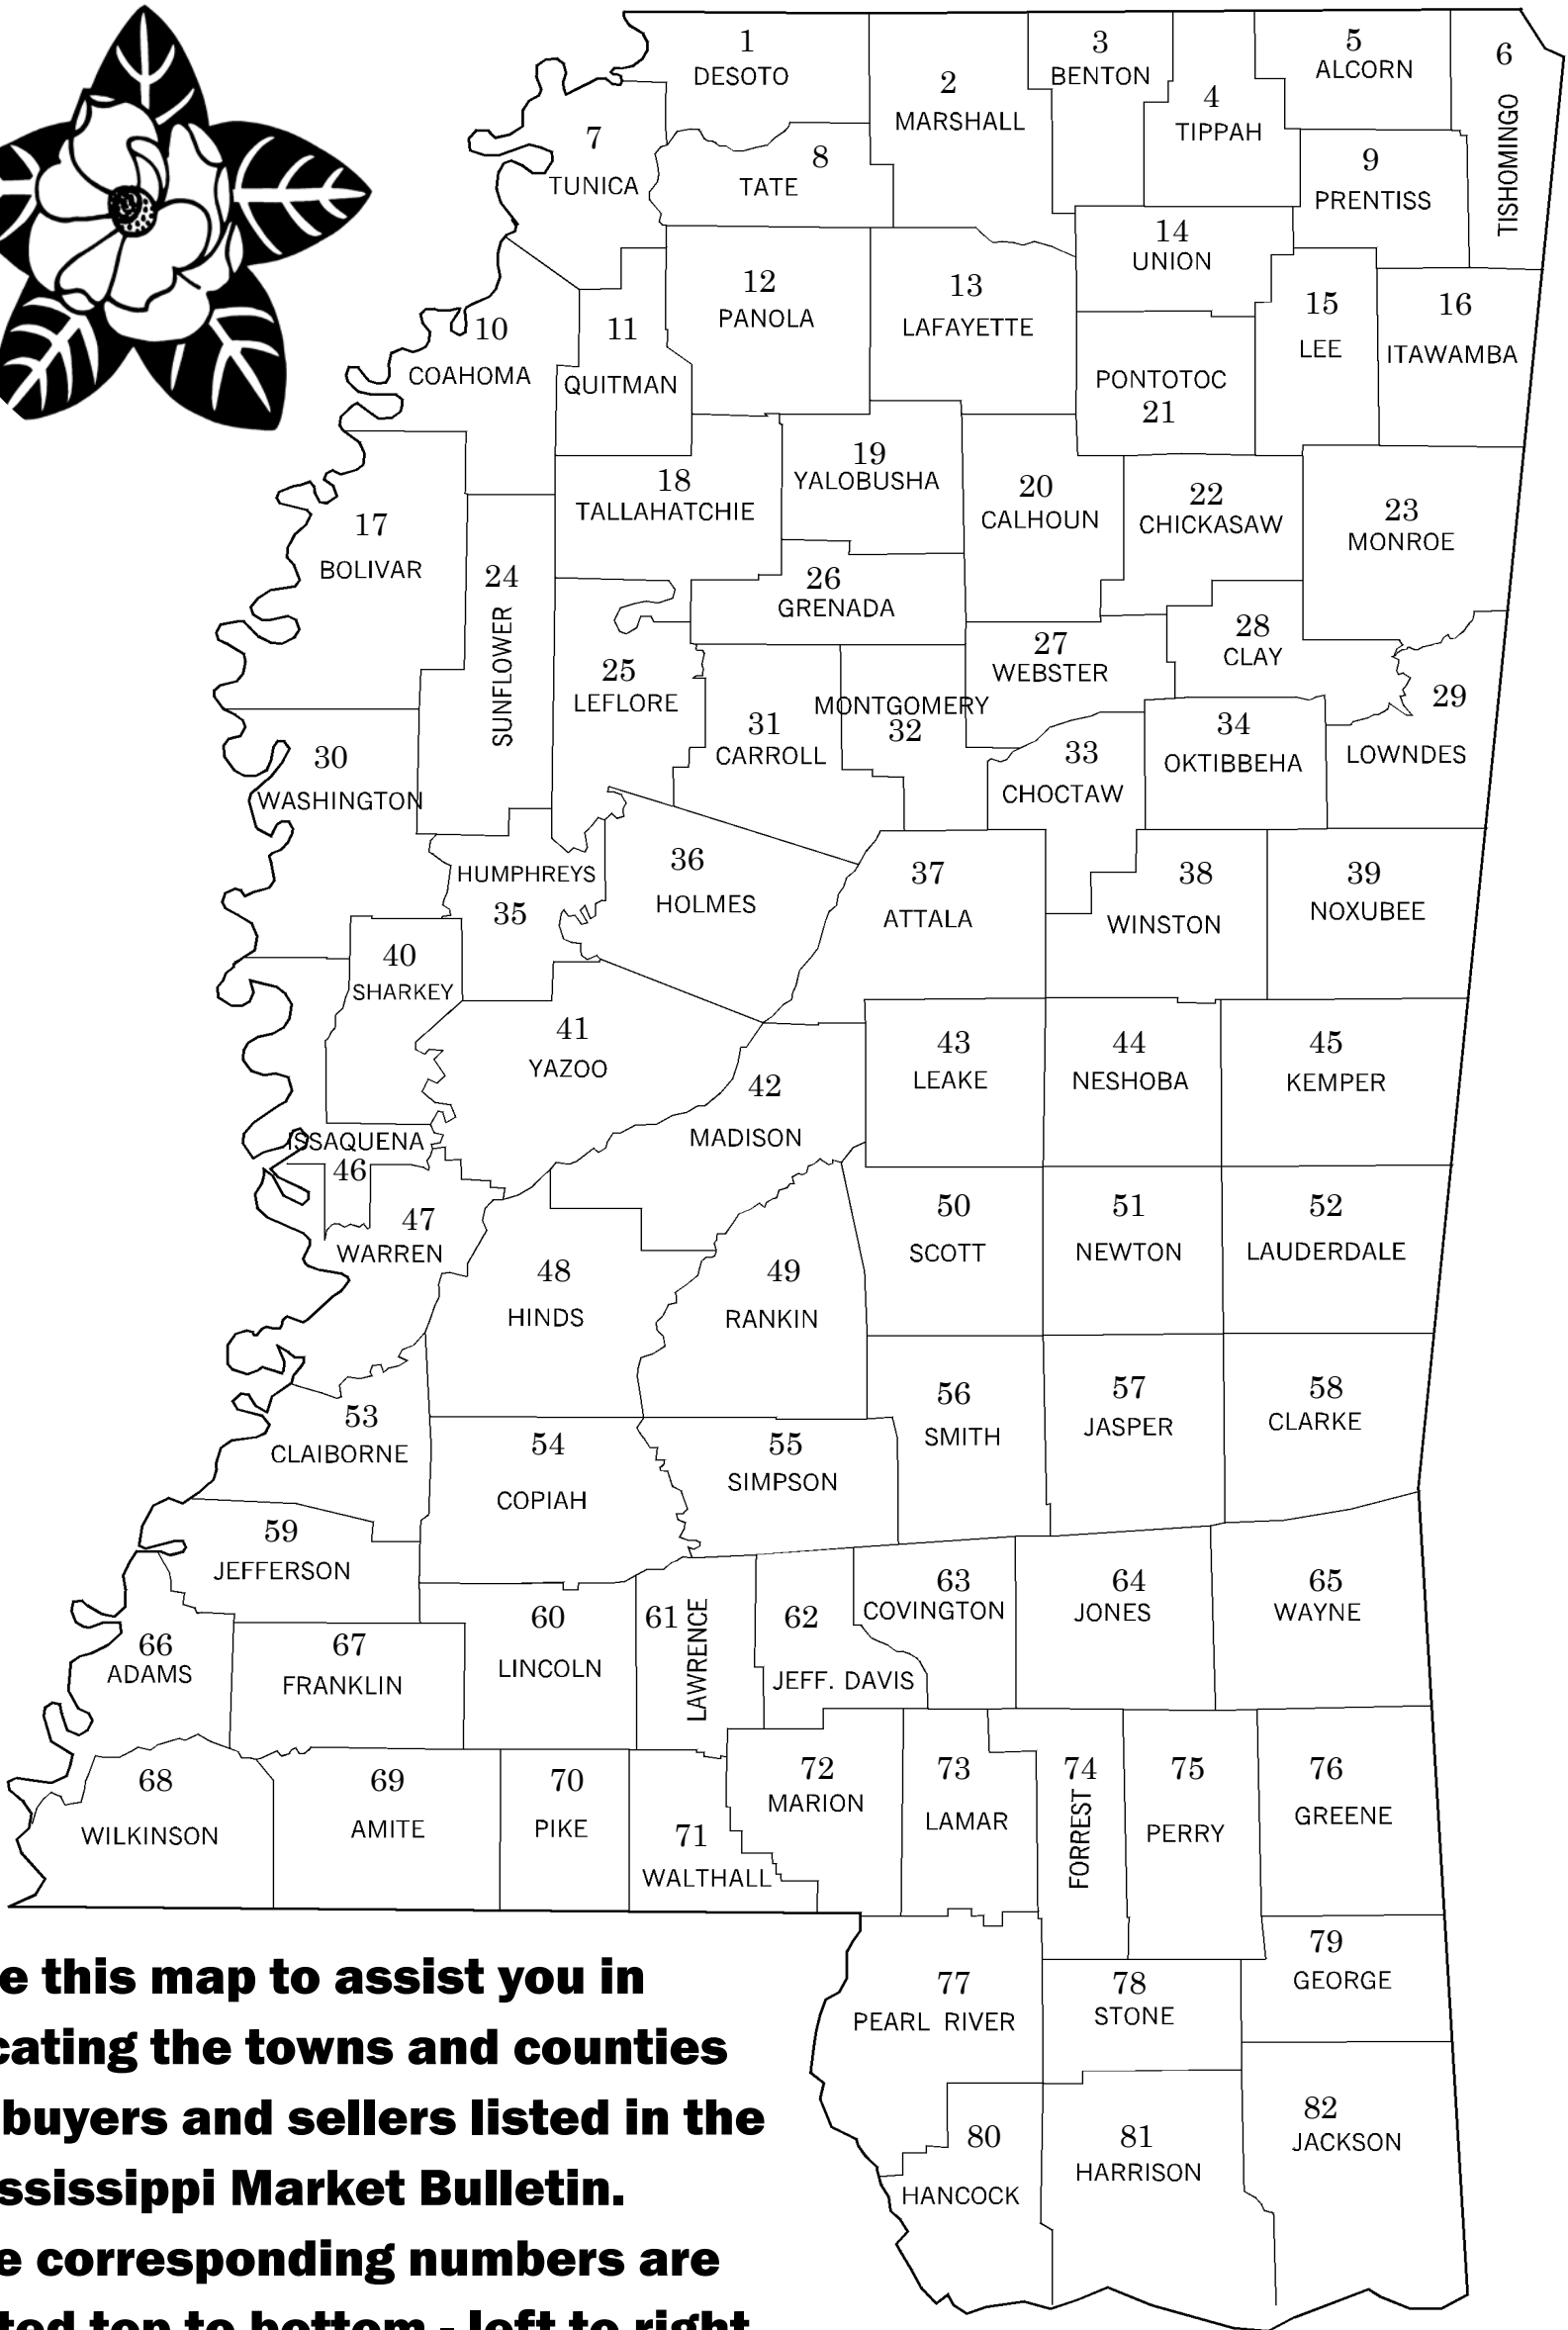 1
DESOTO
2
MARSHALL
3
BENTON
4
TIPPAH
5
ALCORN
6
TISHOMINGO
7
TUNICA
8
TATE
9
PRENTISS
10
COAHOMA
11
QUITMAN
12
PANOLA
13
LAFAYETTE
14
UNION
15
LEE
16
ITAWAMBA
17
BOLIVAR
18
TALLAHATCHIE
19
YALOBUSHA
20
CALHOUN
PONTOTOC
21
22
CHICKASAW
23
MONROE
24
SUNFLOWER
25
LEFLORE
26
GRENADA
27
WEBSTER
28
CLAY
29
LOWNDES
30
WASHINGTON
31
CARROLL
MONTGOMERY
32
33
CHOCTAW
34
OKTIBBEHA
HUMPHREYS
35
36
HOLMES
37
ATTALA
38
WINSTON
39
NOXUBEE
40
SHARKEY
41
YAZOO
42
MADISON
43
LEAKE
44
NESHOBA
45
KEMPER
ISSAQUENA
46
47
WARREN
48
HINDS
49
RANKIN
50
SCOTT
51
NEWTON
52
LAUDERDALE
53
CLAIBORNE
54
COPIAH
55
SIMPSON
56
SMITH
57
JASPER
58
CLARKE
59
JEFFERSON
60
LINCOLN
61
LAWRENCE
62
JEFF. DAVIS
63
COVINGTON
64
JONES
65
WAYNE
66
ADAMS
67
FRANKLIN
68
WILKINSON
69
AMITE
70
PIKE
71
WALTHALL
72
MARION
73
LAMAR
74
FORREST
75
PERRY
76
GREENE
77
PEARL RIVER
78
STONE
79
GEORGE
80
HANCOCK
81
HARRISON
82
JACKSON
e this map to assist you in
cating the towns and counties
buyers and sellers listed in the
ssissippi Market Bulletin.
e corresponding numbers are
ted top to bottom - left to right